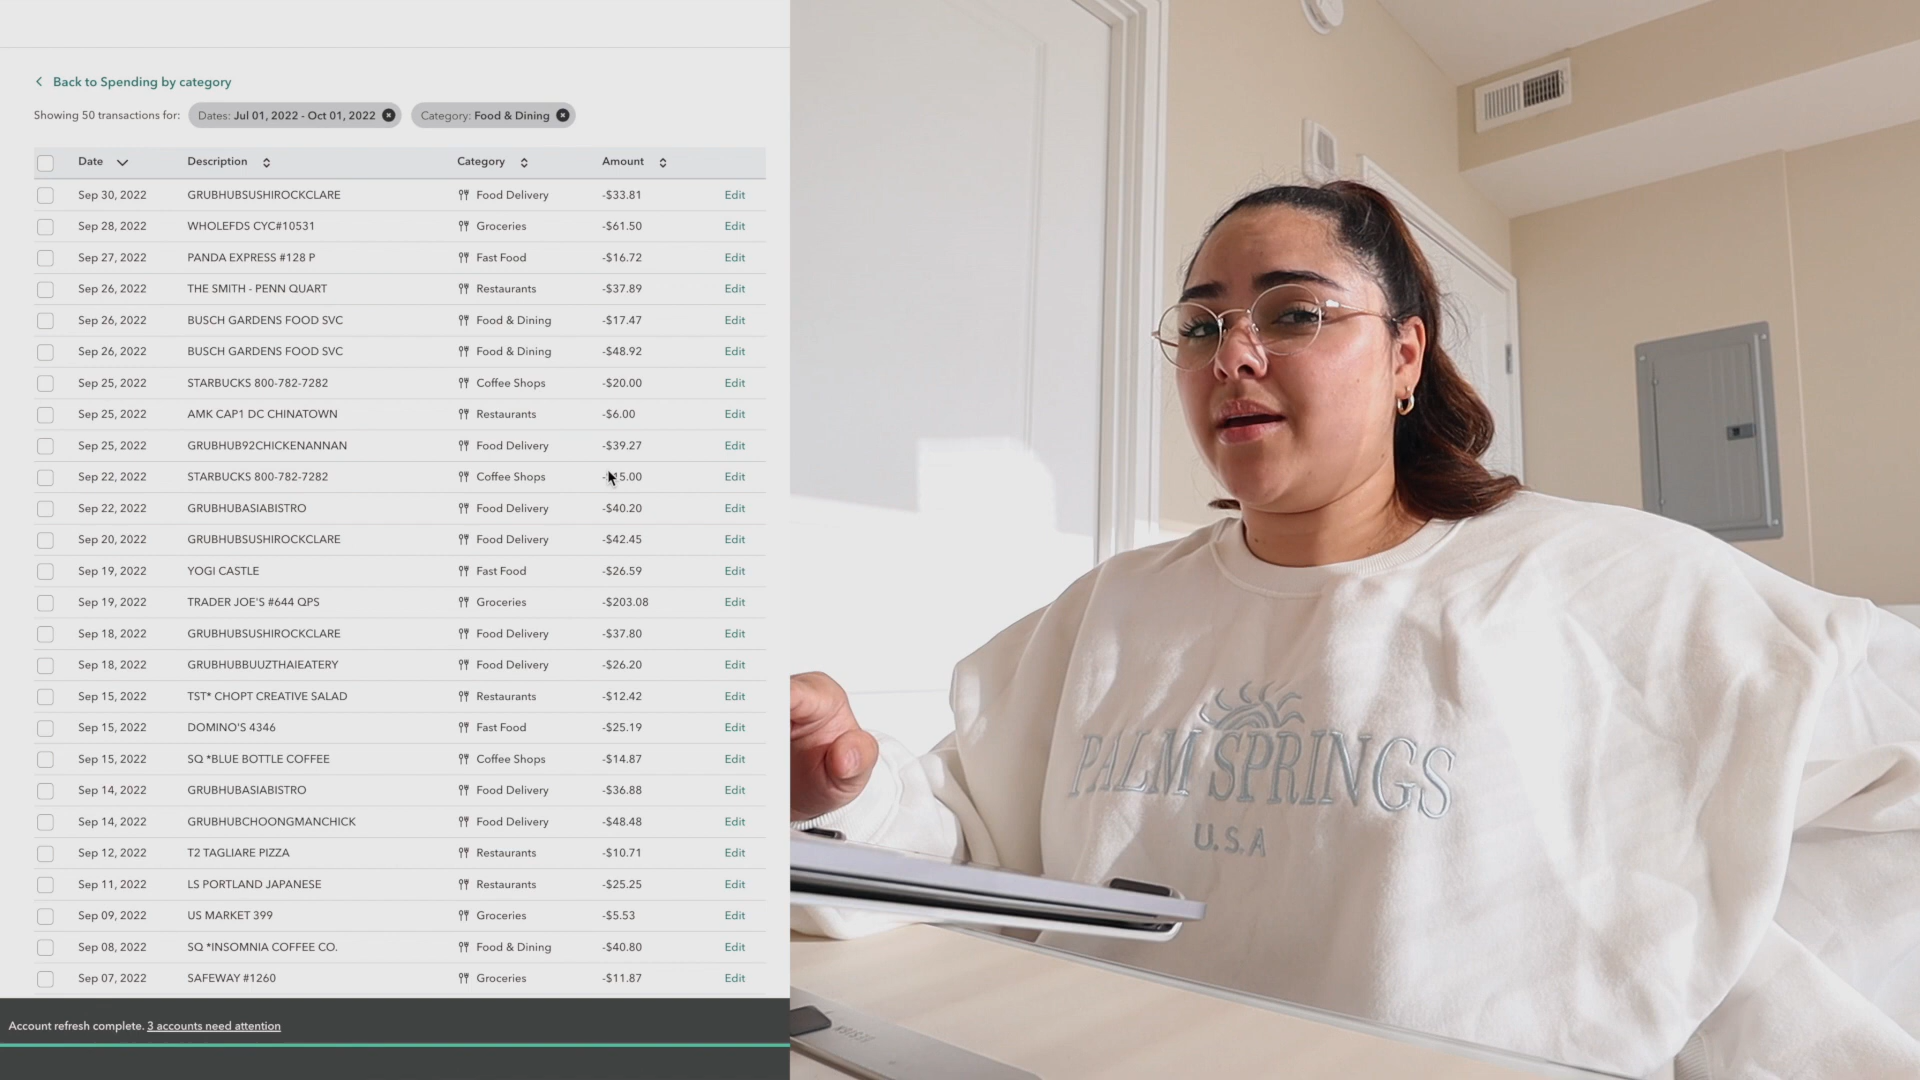 Back to Spending by category
Showing 50 transactions for: Dates: Jul 01, 2022 - Oct 01, 2022 Category: Food & Dining
Date Description Category Amount
Sep 30, 2022 GRUBHUBSUSHIROCKCLARE Food Delivery -$33.81 Edit
Sep 28, 2022 WHOLEFDS CYC#10531 Groceries -$61.50 Edit
Sep 27, 2022 PANDA EXPRESS #128 P Fast Food -$16.72 Edit
Sep 26, 2022 THE SMITH - PENN QUART Restaurants -$37.89 Edit
Sep 26, 2022 BUSCH GARDENS FOOD SVC Food & Dining -$17.47 Edit
Sep 26, 2022 BUSCH GARDENS FOOD SVC Food & Dining -$48.92 Edit
Sep 25, 2022 STARBUCKS 800-782-7282 Coffee Shops -$20.00 Edit
Sep 25, 2022 AMK CAP1 DC CHINATOWN Restaurants -$6.00 Edit
Sep 25, 2022 GRUBHUB92CHICKENANNAN Food Delivery -$39.27 Edit
Sep 22, 2022 STARBUCKS 800-782-7282 Coffee Shops Edit
Sep 22, 2022 GRUBHUBASIABISTRO Food Delivery -$40.20 Edit
Sep 20, 2022 GRUBHUBSUSHIROCKCLARE Food Delivery -$42.45 Edit
Sep 19, 2022 YOGI CASTLE Fast Food -$26.59 Edit
Sep 19, 2022 TRADER JOE'S #644 QPS Groceries -$203.08 Edit
Sep 18, 2022 GRUBHUBSUSHIROCKCLARE Food Delivery -$37.80 Edit
Sep 18, 2022 GRUBHUBBUUZTHAIEATERY Food Delivery -$26.20 Edit
Sep 15, 2022 TST* CHOPT CREATIVE SALAD Restaurants -$12.42 Edit
Sep 15, 2022 DOMINO'S 4346 Fast Food -$25.19 Edit
Sep 15, 2022 SQ *BLUE BOTTLE COFFEE Coffee Shops -$14.87 Edit
Sep 14, 2022 GRUBHUBASIABISTRO Food Delivery -$36.88 Edit
Sep 14, 2022 GRUBHUBCHOONGMANCHICK Food Delivery -$48.48 Edit
Sep 12, 2022 T2 TAGLIARE PIZZA Restaurants -$10.71 Edit
Sep 11, 2022 LS PORTLAND JAPANESE Restaurants -$25.25 Edit
Sep 09, 2022 US MARKET 399 Groceries -$5.53 Edit
Sep 08, 2022 SQ *INSOMNIA COFFEE CO. Food & Dining -$40.80 Edit
Sep 07, 2022 SAFEWAY #1260 Groceries -$11.87 Edit
Account refresh complete. 3 accounts need attention
PALM SPRINGS
U.S.A